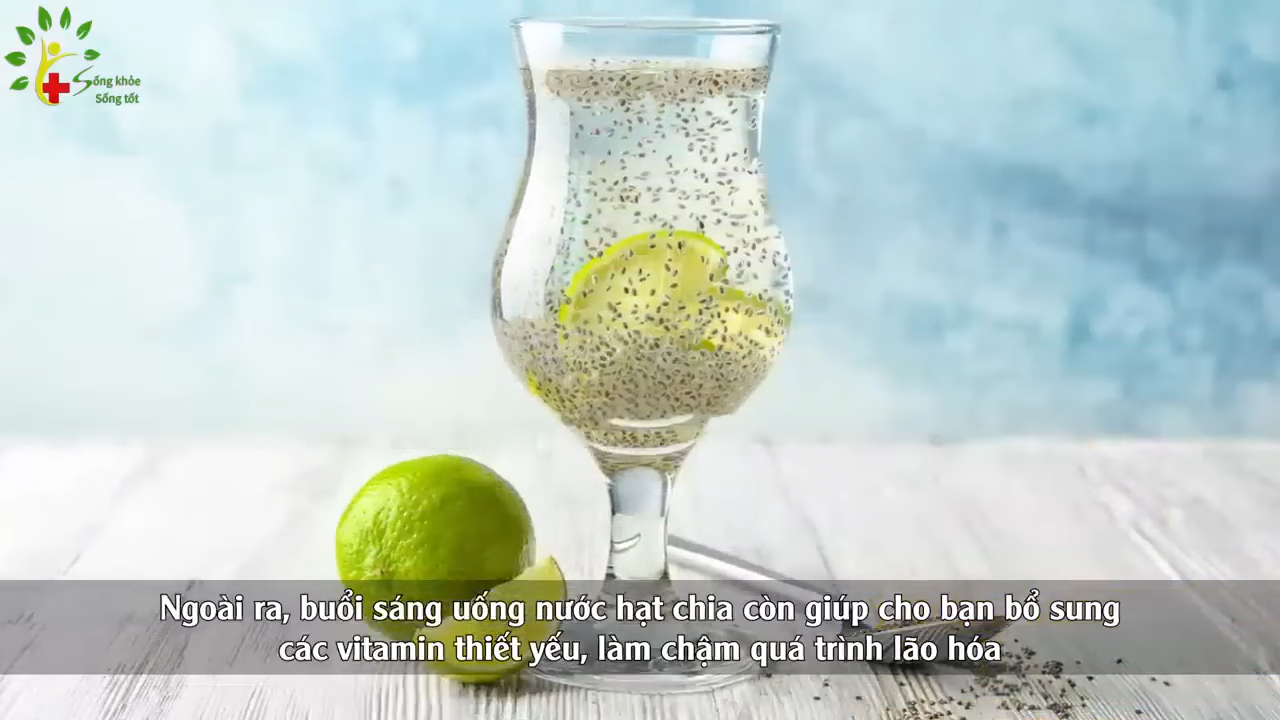 Sống khỏe
Sống tốt
Ngoài ra, buổi sáng uống nước hạt chia còn giúp cho bạn bổ sung
các vitamin thiết yếu, làm chậm quá trình lão hóa